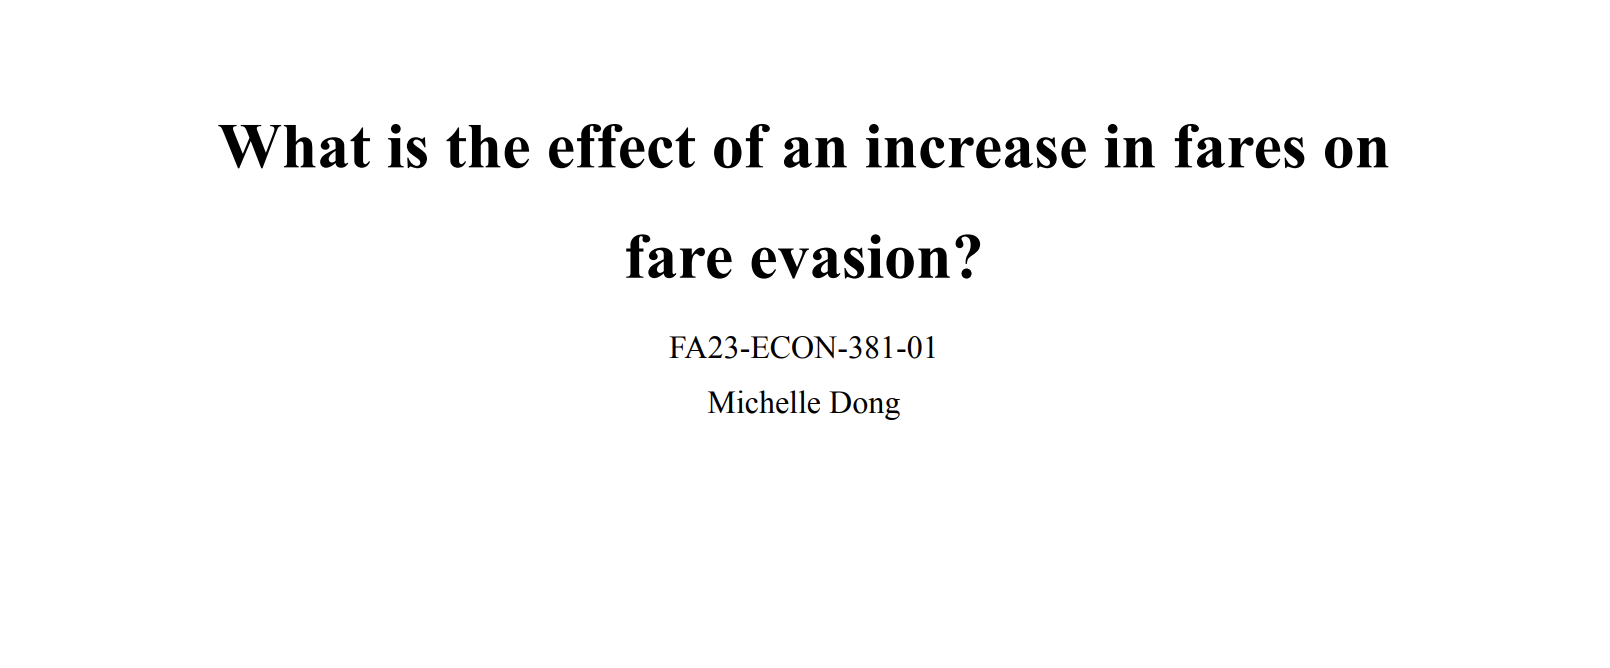 What is the effect of an increase in fares on
fare evasion?
FA23-ECON-381-01
Michelle Dong